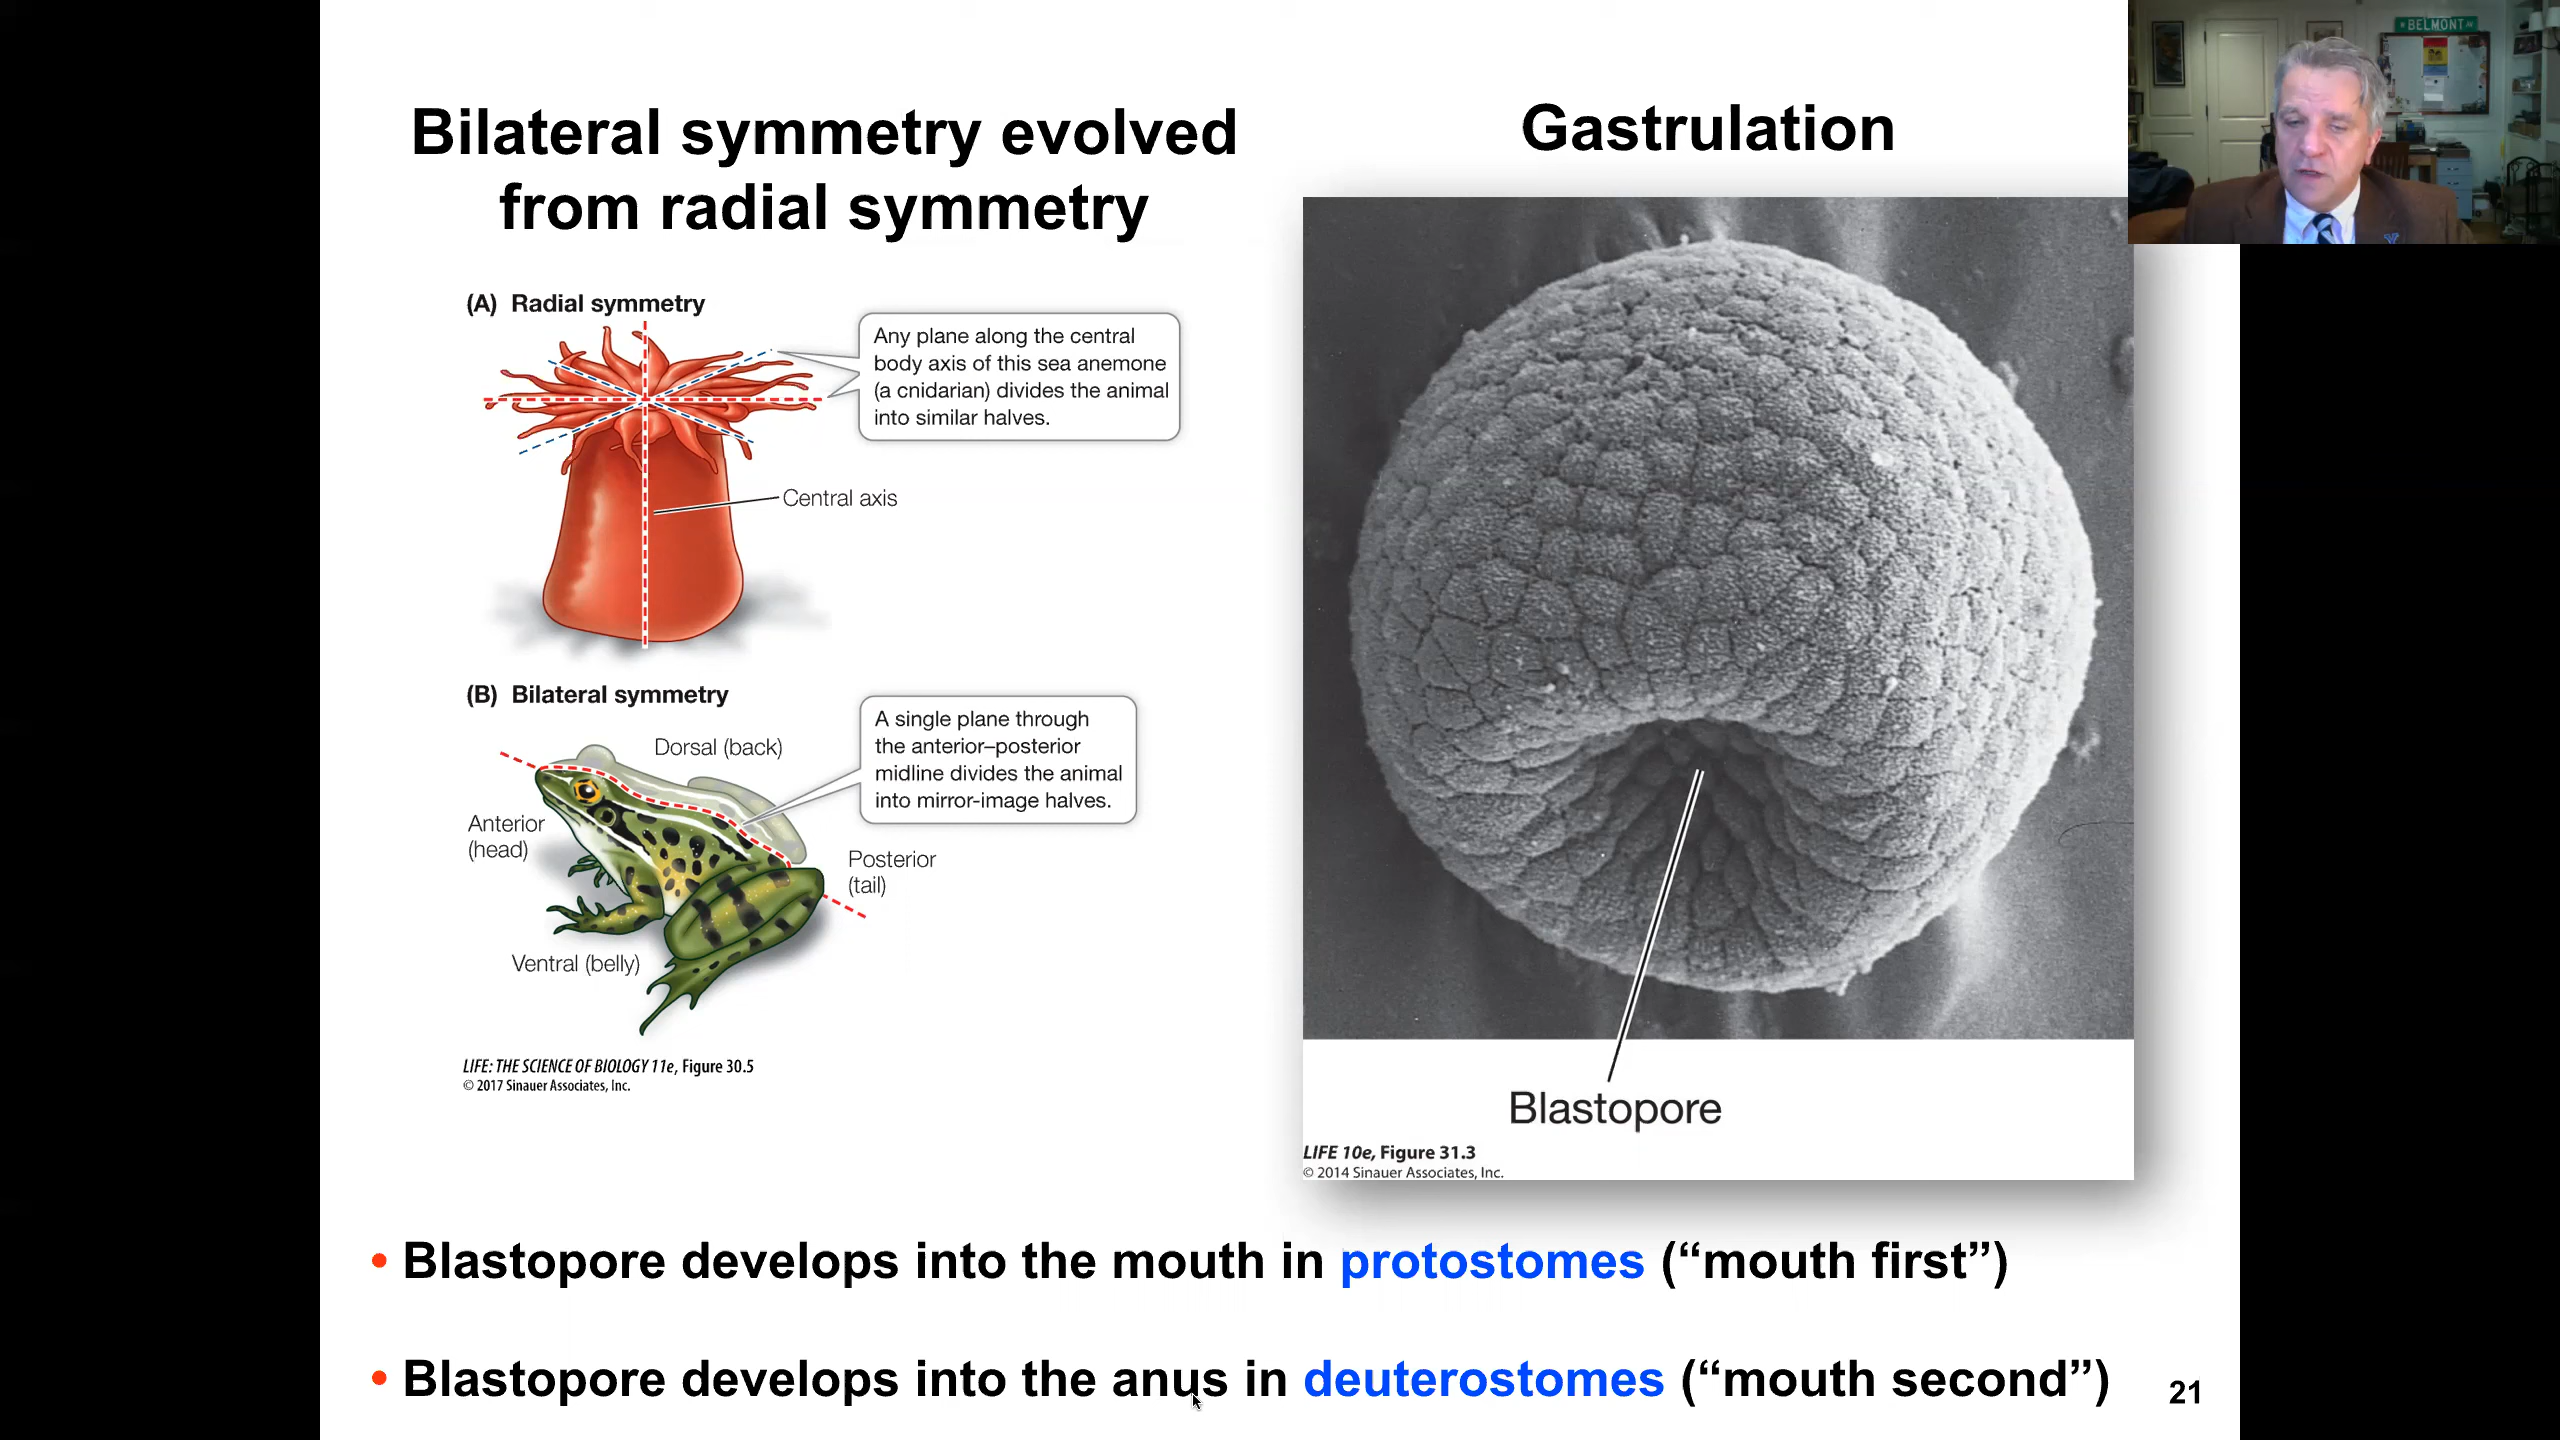 Bilateral symmetry evolved
from radial symmetry
(A) Radial symmetry
Any plane along the central
body axis of this sea anemone
(a cnidarian) divides the animal
into similar halves.
Central axis
(B) Bilateral symmetry
Dorsal (back)
A single plane through
the anterior–posterior
midline divides the animal
into mirror-image halves.
Anterior
(head)
Posterior
(tail)
Ventral (belly)
LIFE: THE SCIENCE OF BIOLOGY 11e, Figure 30.5
© 2017 Sinauer Associates, Inc.
Gastrulation
BELMONT
Blastopore
LIFE 10e, Figure 31.3
© 2014 Sinauer Associates, Inc.
• Blastopore develops into the mouth in protostomes (“mouth first”)
• Blastopore develops into the anus in deuterostomes (“mouth second”)
21